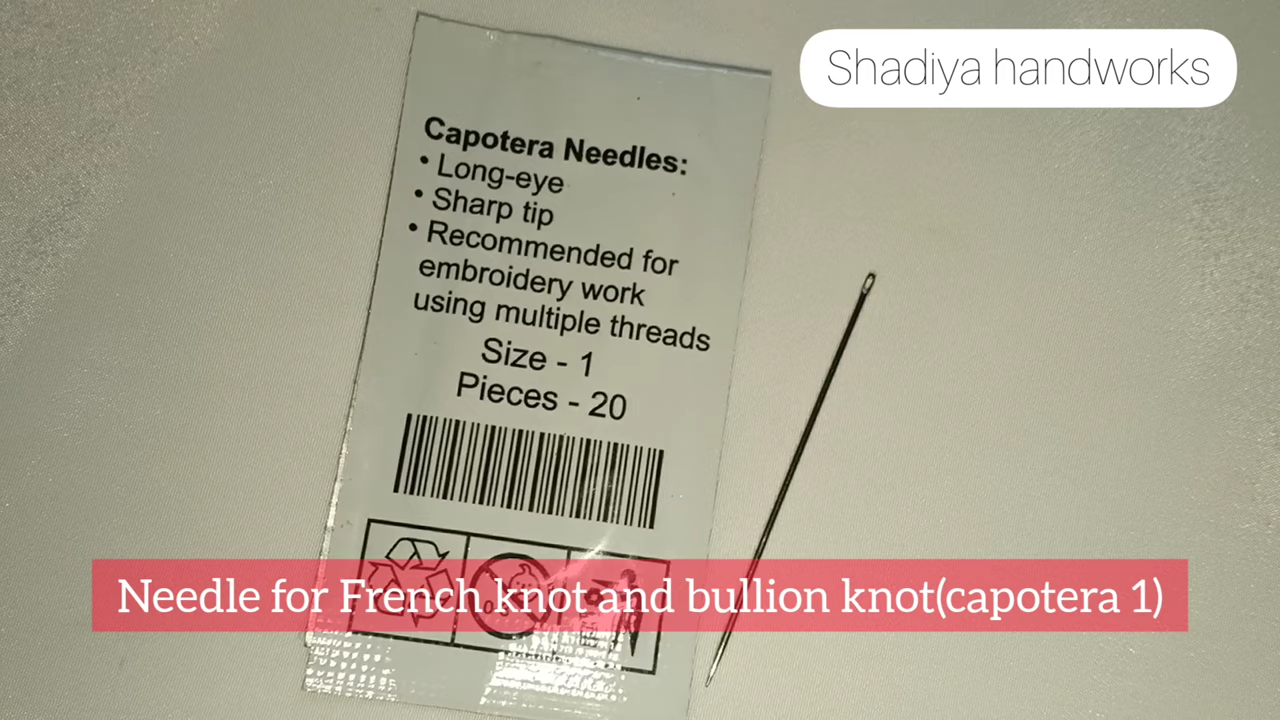 Shadiya handworks
Capotera Needles:
• Long-eye
• Sharp tip
• Recommended for
embroidery work
using multiple threads
Size - 1
Pieces - 20
Needle for French knot and bullion knot(capotera 1)